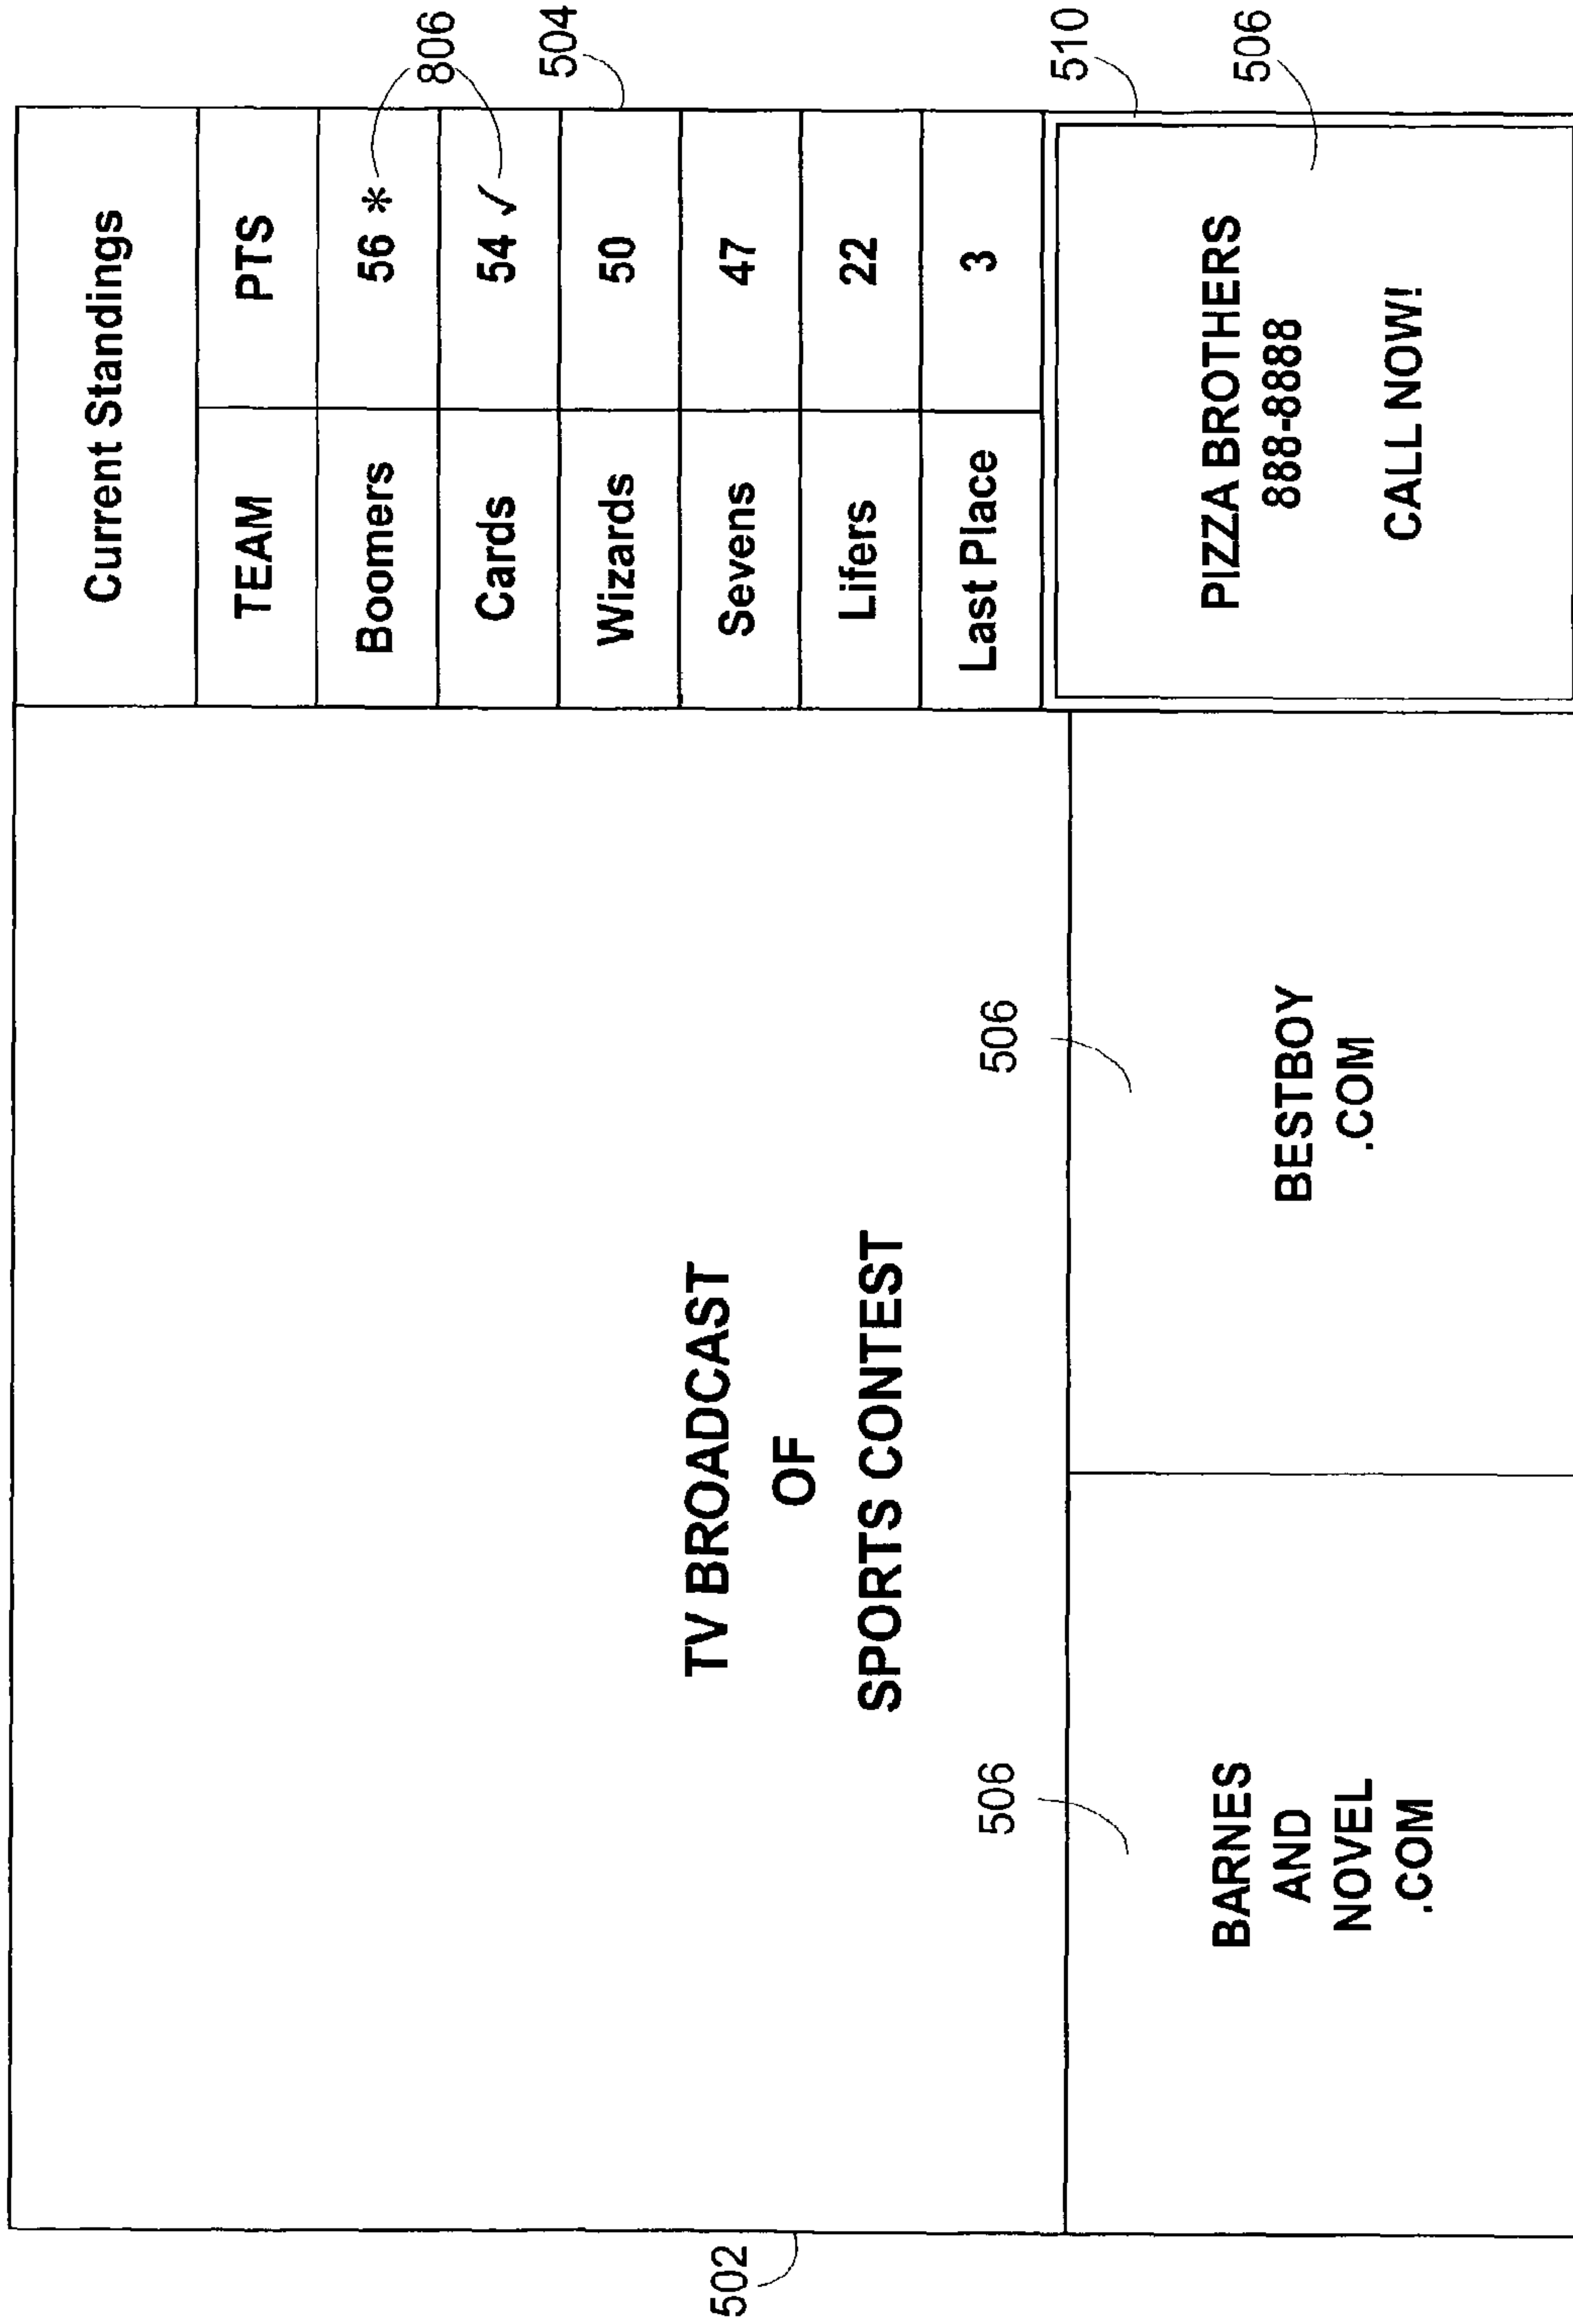 Current Standings
TEAM PTS
Boomers 56 *
Cards 54 ✓
Wizards 50
Sevens 47
Lifers 22
Last Place 3
806
504
502
TV BROADCAST
OF
SPORTS CONTEST
506
506
510
506
BARNES
AND
NOVEL
.COM
BESTBOY
.COM
PIZZA BROTHERS
888-8888
CALL NOW!